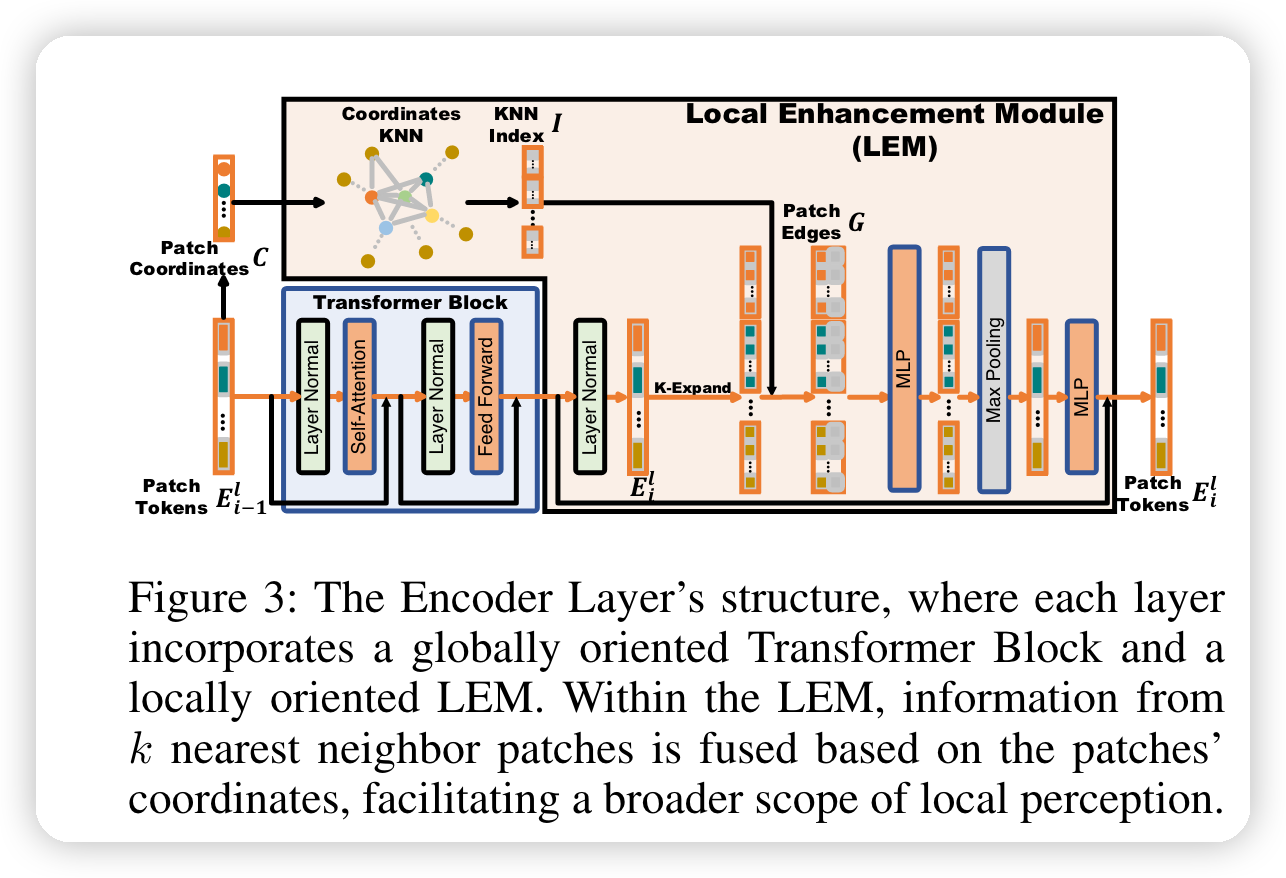 Local Enhancement Module
(LEM)
Coordinates
KNN
KNN
Index I
Patch
Coordinates C
Patch
Edges G
Transformer Block
Layer Normal
Self-Attention
Layer Normal
Feed Forward
Layer Normal
K-Expand
MLP
Max Pooling
MLP
Patch
Tokens E^l_{i-1}
E^l_i
Patch
Tokens E^l_i
Figure 3: The Encoder Layer’s structure, where each layer
incorporates a globally oriented Transformer Block and a
locally oriented LEM. Within the LEM, information from
k nearest neighbor patches is fused based on the patches’
coordinates, facilitating a broader scope of local perception.